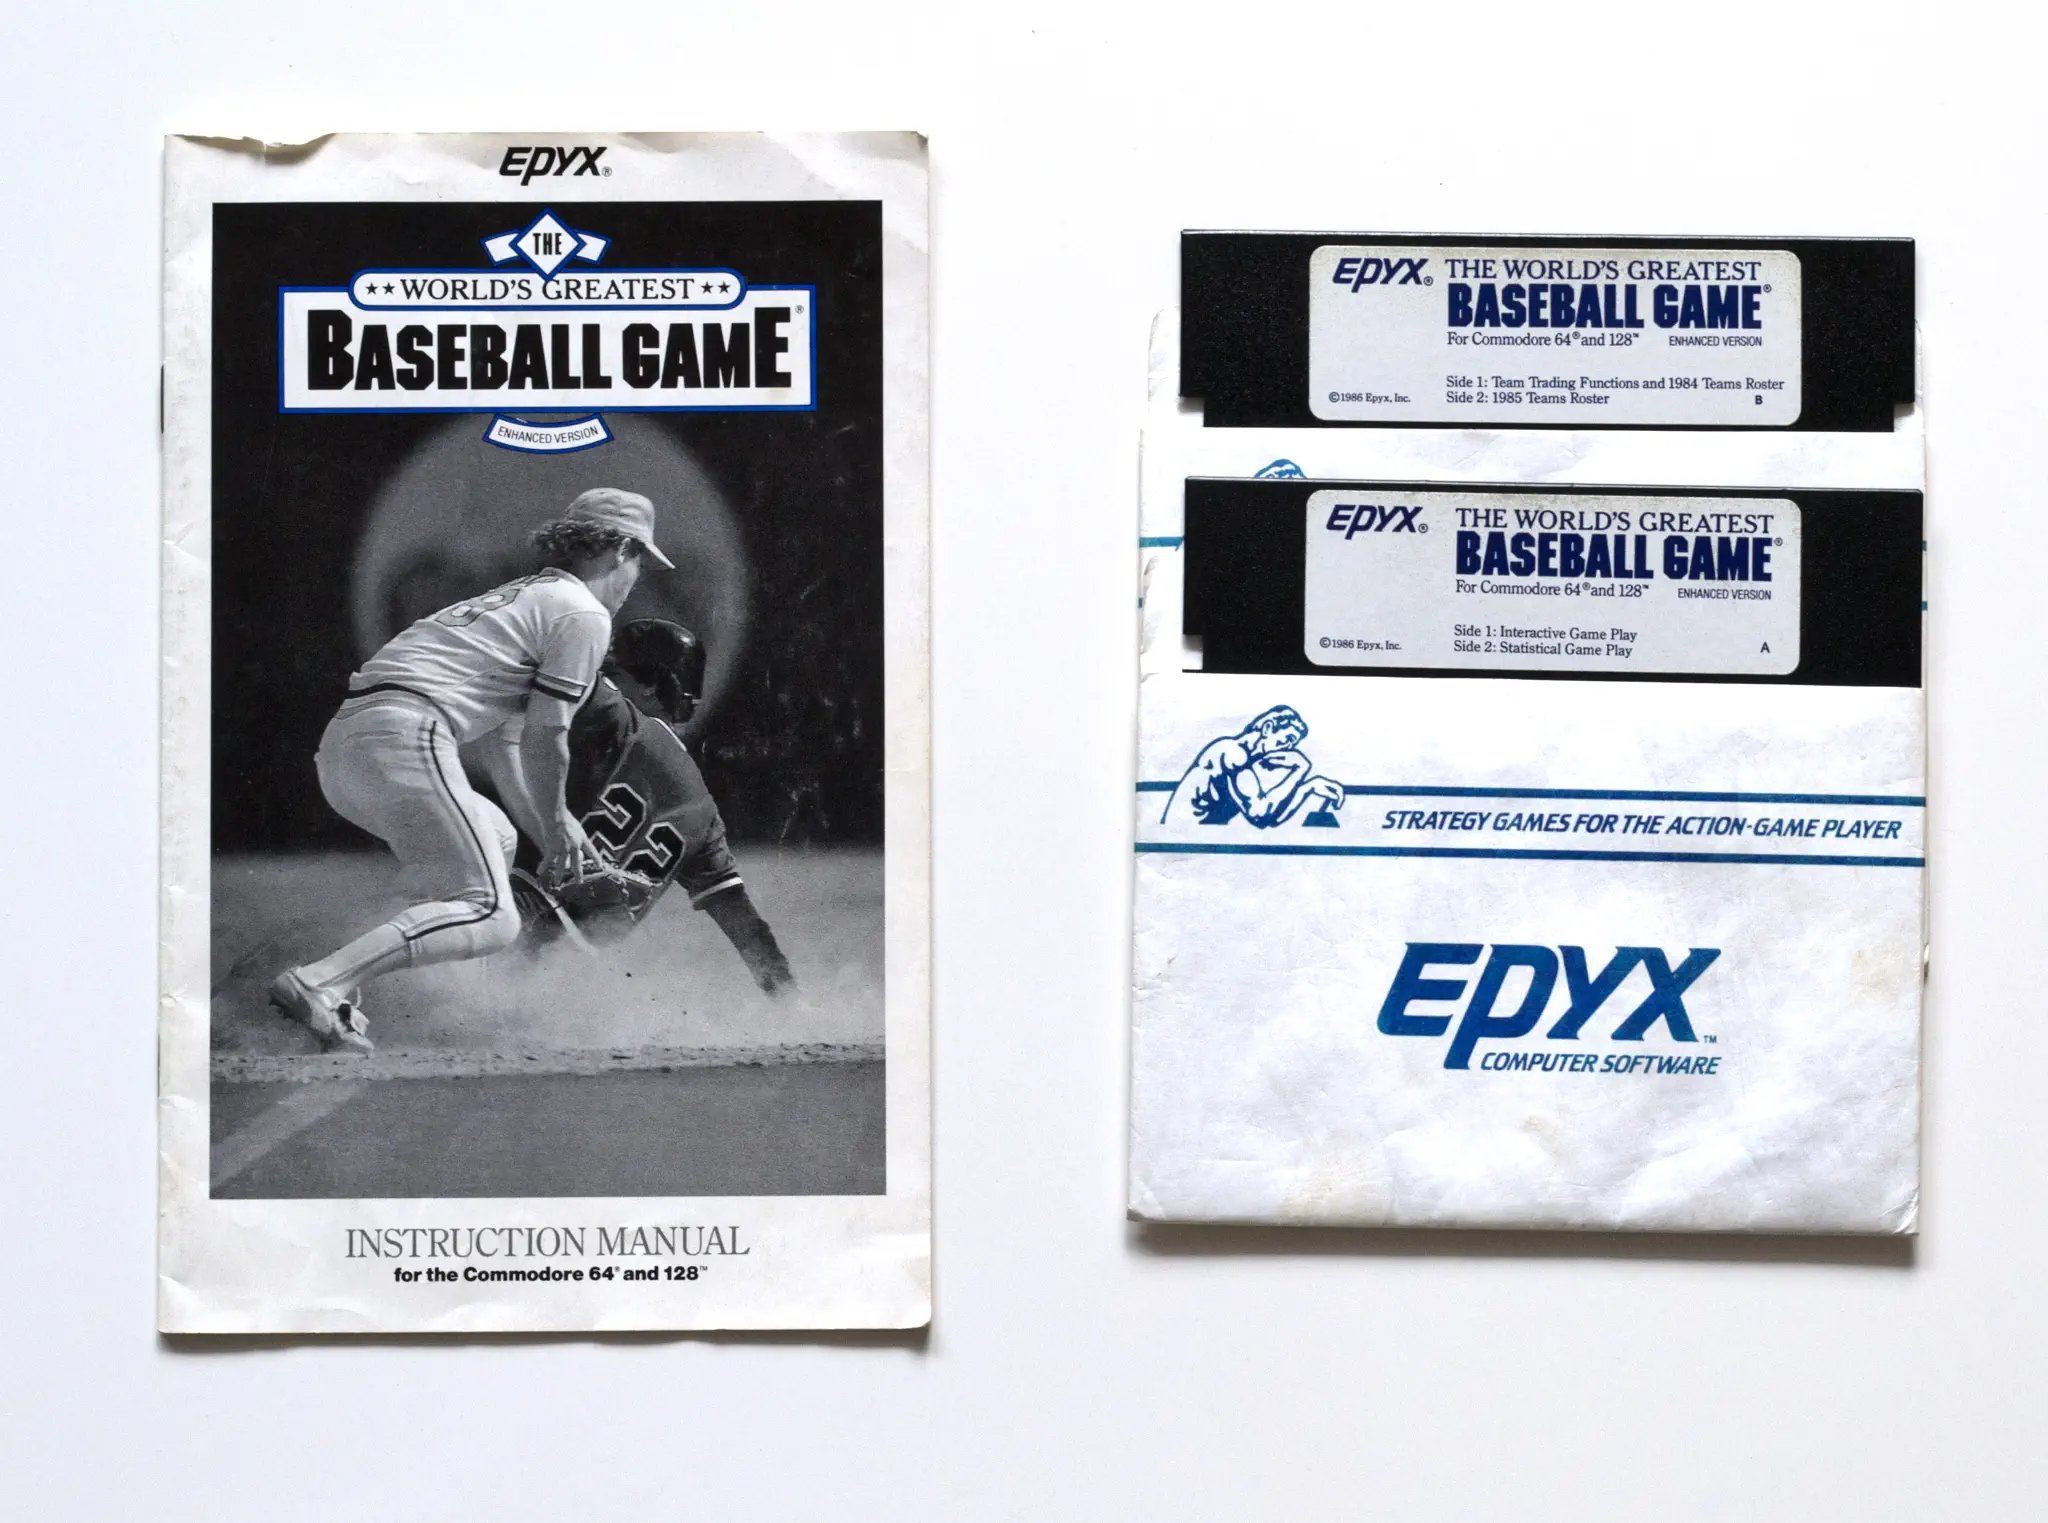 EPYX®
THE
★★WORLD'S GREATEST★★
BASEBALL GAME®
ENHANCED VERSION
22
INSTRUCTION MANUAL
for the Commodore 64® and 128™
EPYX® THE WORLD'S GREATEST
BASEBALL GAME®
For Commodore 64® and 128™ ENHANCED VERSION
Side 1: Team Trading Functions and 1984 Teams Roster
©1986 Epyx, Inc. Side 2: 1985 Teams Roster B
EPYX® THE WORLD'S GREATEST
BASEBALL GAME®
For Commodore 64® and 128™ ENHANCED VERSION
Side 1: Interactive Game Play
©1986 Epyx, Inc. Side 2: Statistical Game Play A
STRATEGY GAMES FOR THE ACTION-GAME PLAYER
EPYX™
COMPUTER SOFTWARE